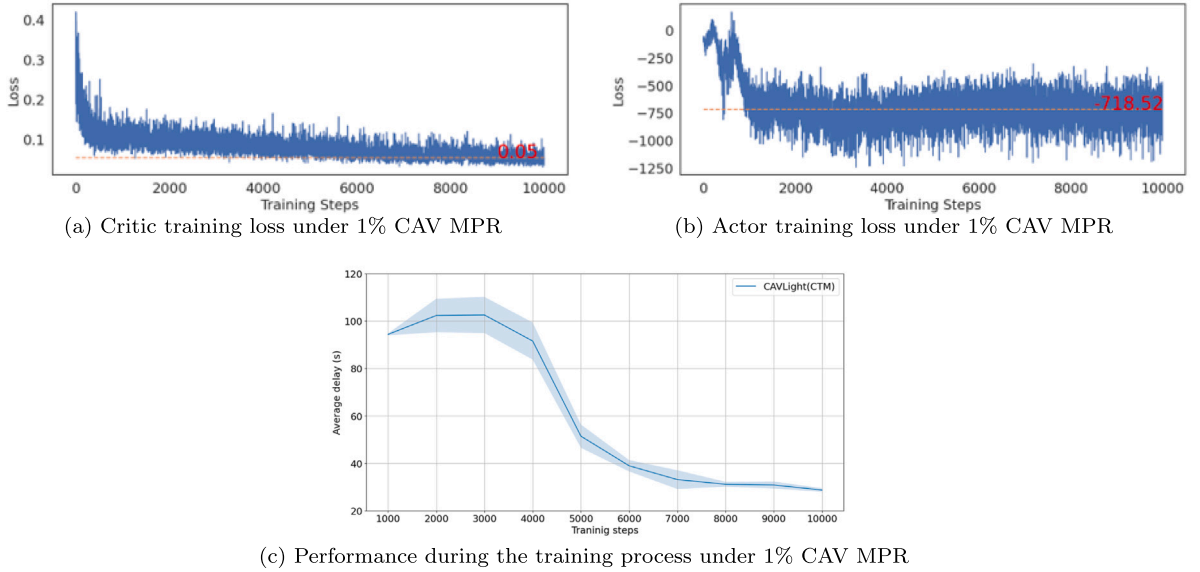 0.4
0.3
0.2
0.1
Loss
0.05
0 2000 4000 6000 8000 10000
Training Steps
(a) Critic training loss under 1% CAV MPR
0
−250
−500
−750
−1000
−1250
Loss
-718.52
0 2000 4000 6000 8000 10000
Training Steps
(b) Actor training loss under 1% CAV MPR
120
100
80
60
40
20
Average delay (s)
CAVLight(CTM)
1000 2000 3000 4000 5000 6000 7000 8000 9000 10000
Traninig steps
(c) Performance during the training process under 1% CAV MPR